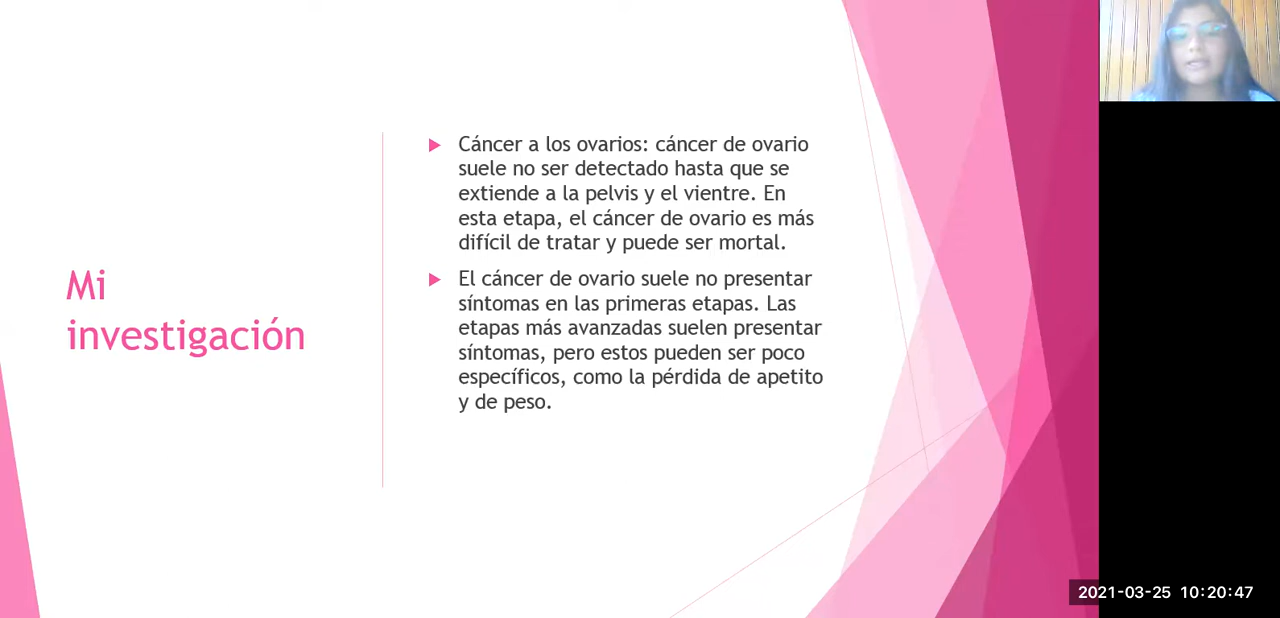 Mi
investigación
Cáncer a los ovarios: cáncer de ovario
suele no ser detectado hasta que se
extiende a la pelvis y el vientre. En
esta etapa, el cáncer de ovario es más
difícil de tratar y puede ser mortal.
El cáncer de ovario suele no presentar
síntomas en las primeras etapas. Las
etapas más avanzadas suelen presentar
síntomas, pero estos pueden ser poco
específicos, como la pérdida de apetito
y de peso.
2021-03-25 10:20:47